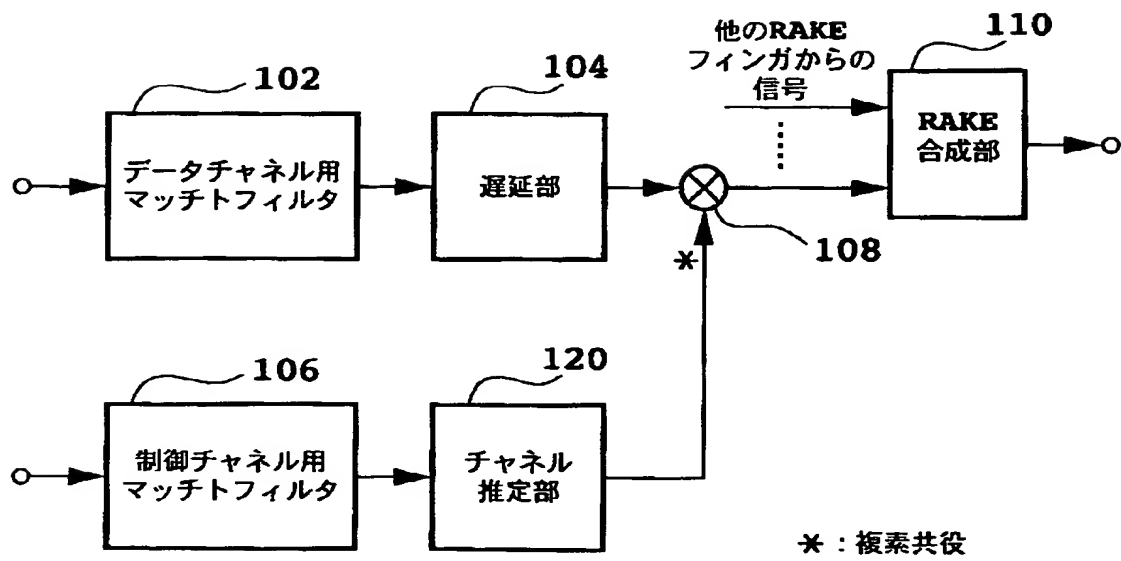 102
データチャネル用
マッチトフィルタ
104
遅延部
他のRAKE
フィンガからの
信号
110
RAKE
合成部
108
*
106
制御チャネル用
マッチトフィルタ
120
チャネル
推定部
* : 複素共役